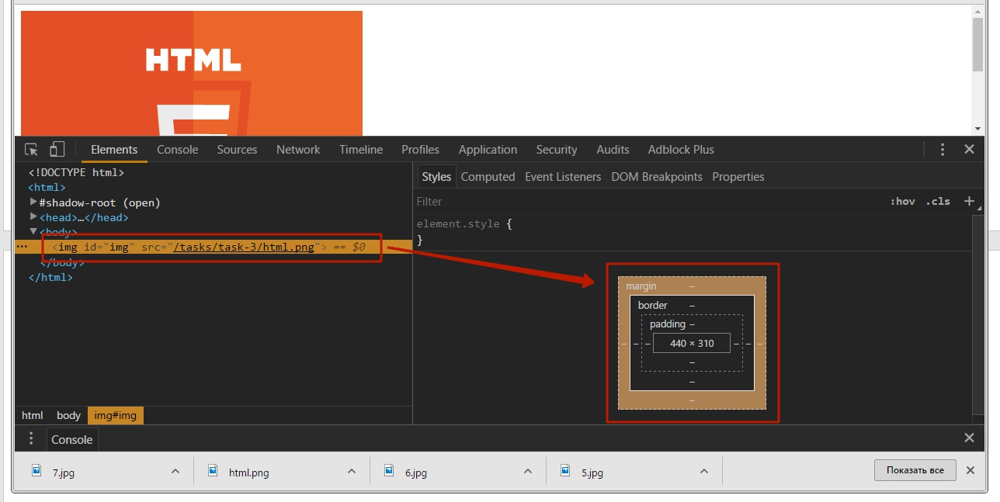 HTML
Elements Console Sources Network Timeline Profiles Application Security Audits Adblock Plus
<!DOCTYPE html>
<html>
▶#shadow-root (open)
▶<head>…</head>
▼<body>
••• <img id="img" src="/tasks/task-3/html.png"> == $0
</body>
</html>
html body img#img
Styles Computed Event Listeners DOM Breakpoints Properties
Filter :hov .cls +
element.style {
}
margin –
border –
padding –
– – – 440 × 310 – – –
–
–
–
Console
7.jpg html.png 6.jpg 5.jpg Показать все